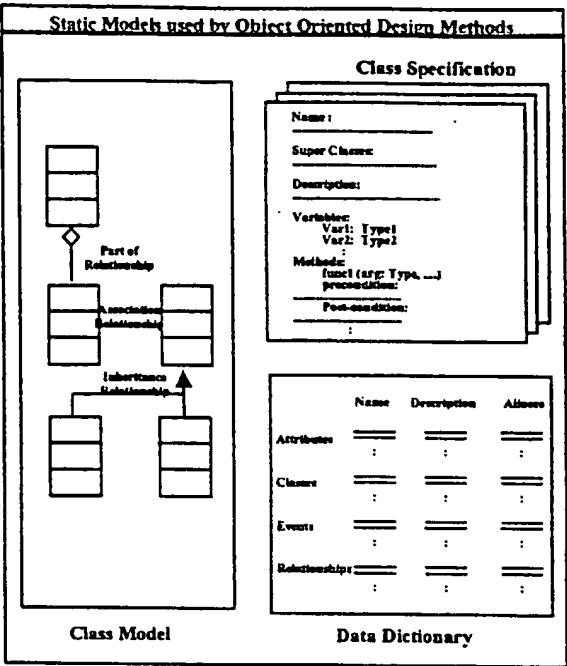 Static Models used by Object Oriented Design Methods
Class Specification
Name :
Super Classes:
Description:
Variables:
Var1: Type1
Var2: Type2
:
Methods:
func1 (arg: Type, ...)
precondition:
Post-condition:
:
Part of
Relationship
Association
Relationship
Inheritance
Relationship
Class Model
Name Description Aliases
Attributes
: : :
Classes
: : :
Events
: : :
Relationships
: : :
Data Dictionary